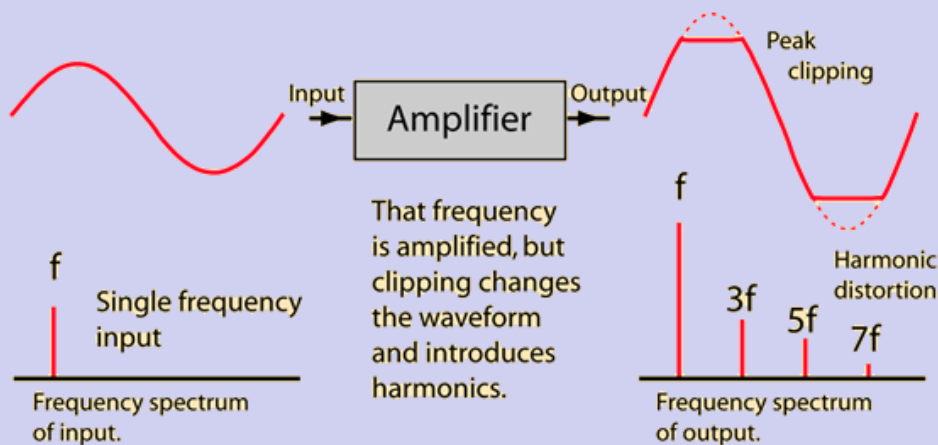 Input
Amplifier
Output
Peak
clipping
f
Single frequency
input
Frequency spectrum
of input.
That frequency
is amplified, but
clipping changes
the waveform
and introduces
harmonics.
f
3f
5f
7f
Harmonic
distortion
Frequency spectrum
of output.